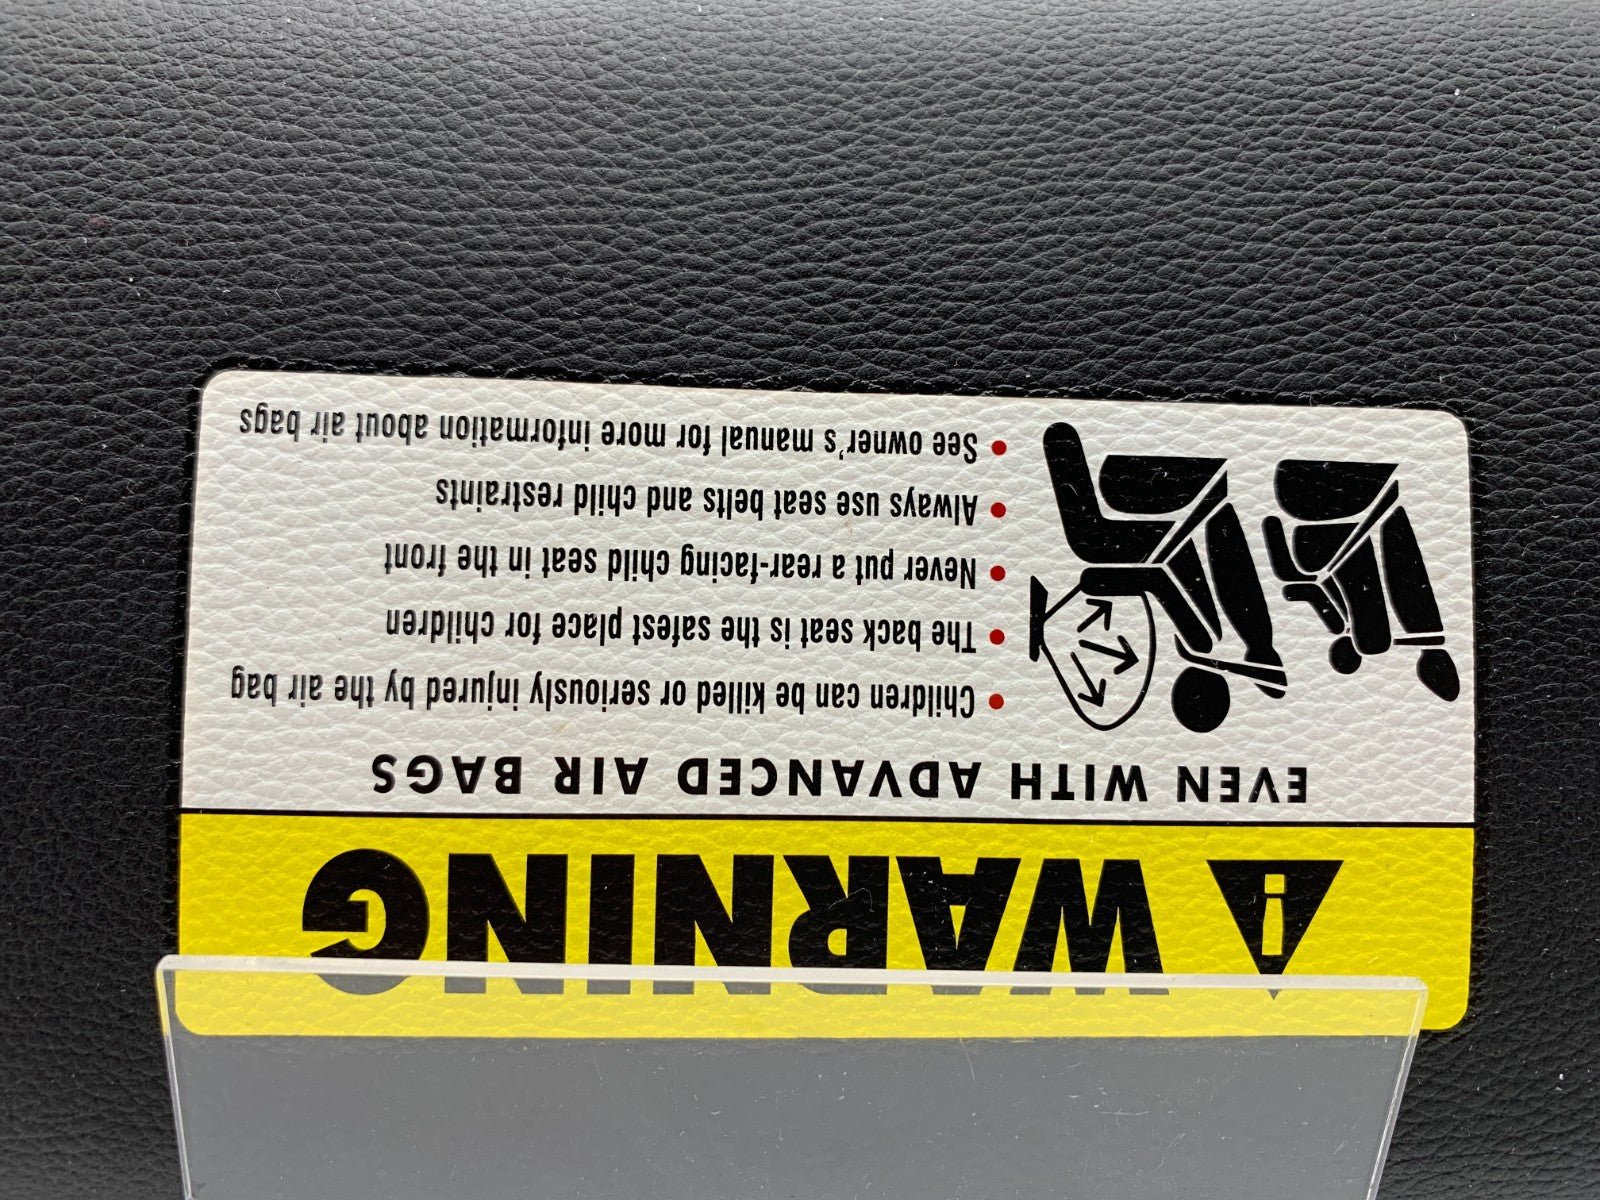 WARNING
EVEN WITH ADVANCED AIR BAGS
• Children can be killed or seriously injured by the air bag
• The back seat is the safest place for children
• Never put a rear-facing child seat in the front
• Always use seat belts and child restraints
• See owner's manual for more information about air bags